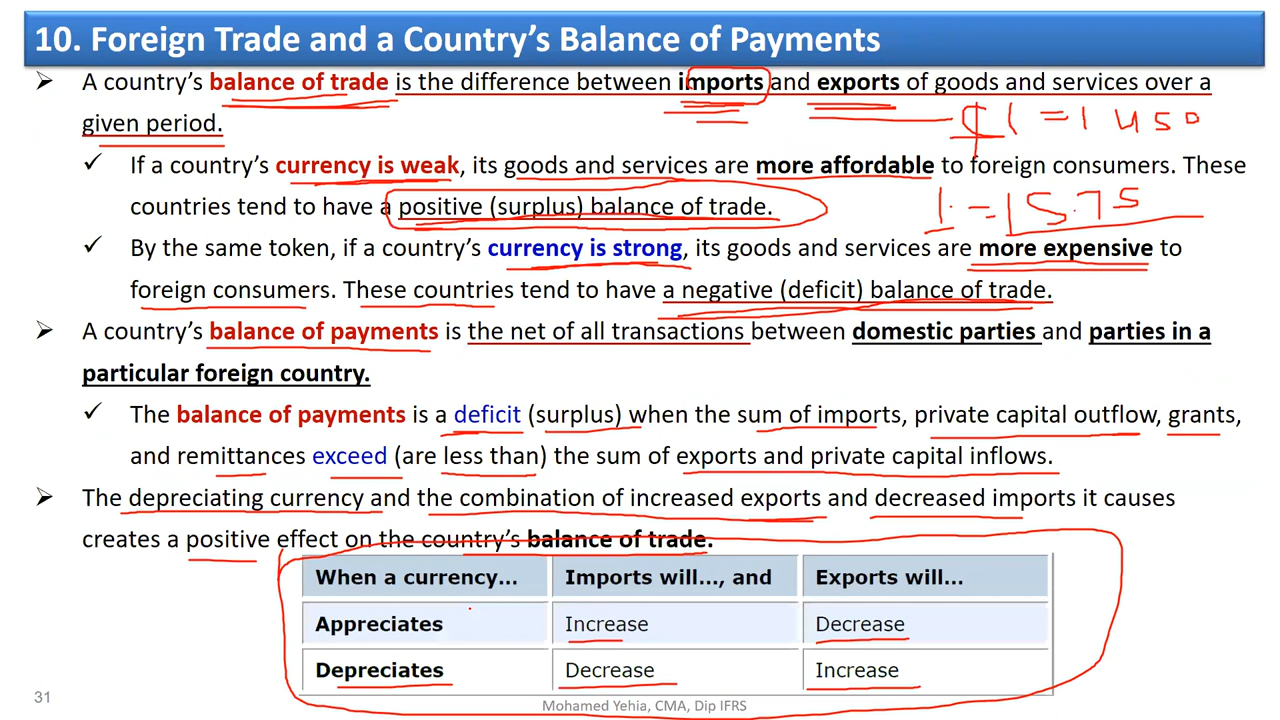 10. Foreign Trade and a Country's Balance of Payments
➢ A country's balance of trade is the difference between imports and exports of goods and services over a
given period.
$1 = 1450
✓ If a country's currency is weak, its goods and services are more affordable to foreign consumers. These
countries tend to have a positive (surplus) balance of trade.
1 = 15.75
✓ By the same token, if a country's currency is strong, its goods and services are more expensive to
foreign consumers. These countries tend to have a negative (deficit) balance of trade.
➢ A country's balance of payments is the net of all transactions between domestic parties and parties in a
particular foreign country.
✓ The balance of payments is a deficit (surplus) when the sum of imports, private capital outflow, grants,
and remittances exceed (are less than) the sum of exports and private capital inflows.
➢ The depreciating currency and the combination of increased exports and decreased imports it causes
creates a positive effect on the country's balance of trade.
When a currency... Imports will..., and Exports will...
Appreciates Increase Decrease
Depreciates Decrease Increase
31 Mohamed Yehia, CMA, Dip IFRS